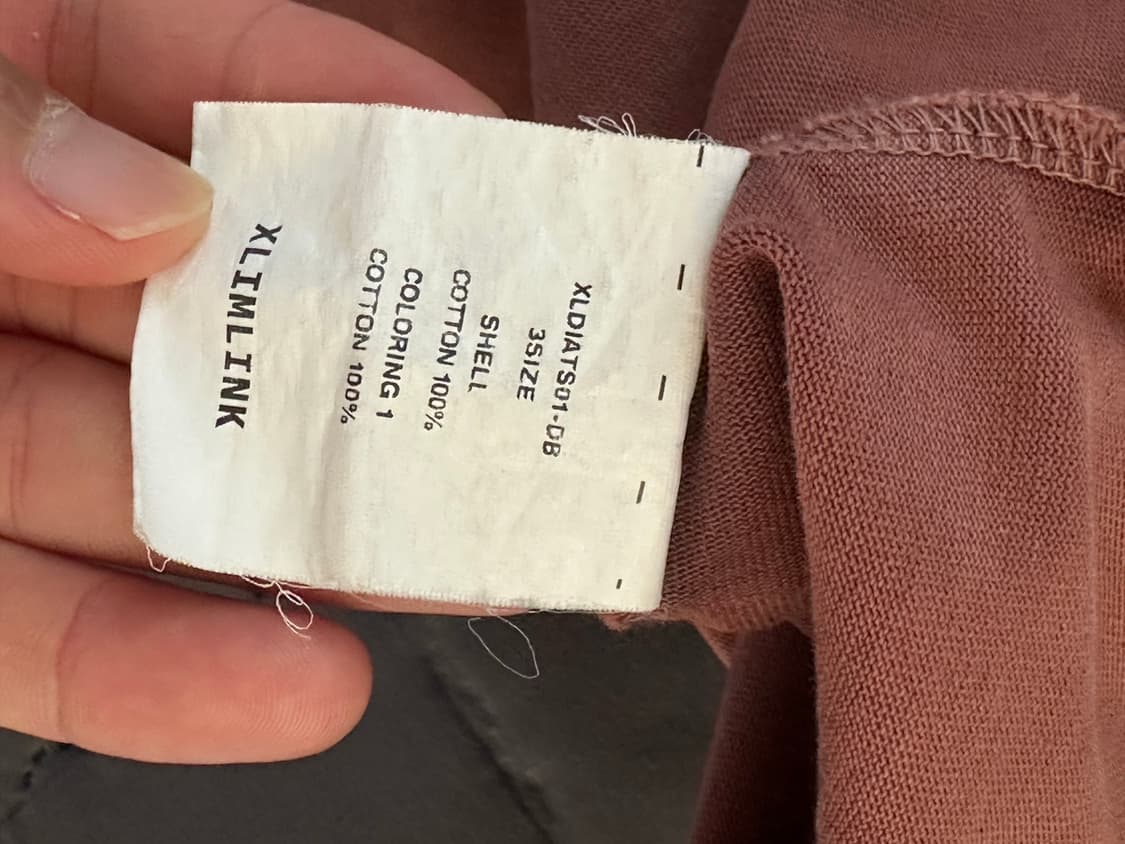 XLDIATS01-DB
3SIZE
SHELL
COTTON 100%
COLORING 1
COTTON 100%
XLIMLINK